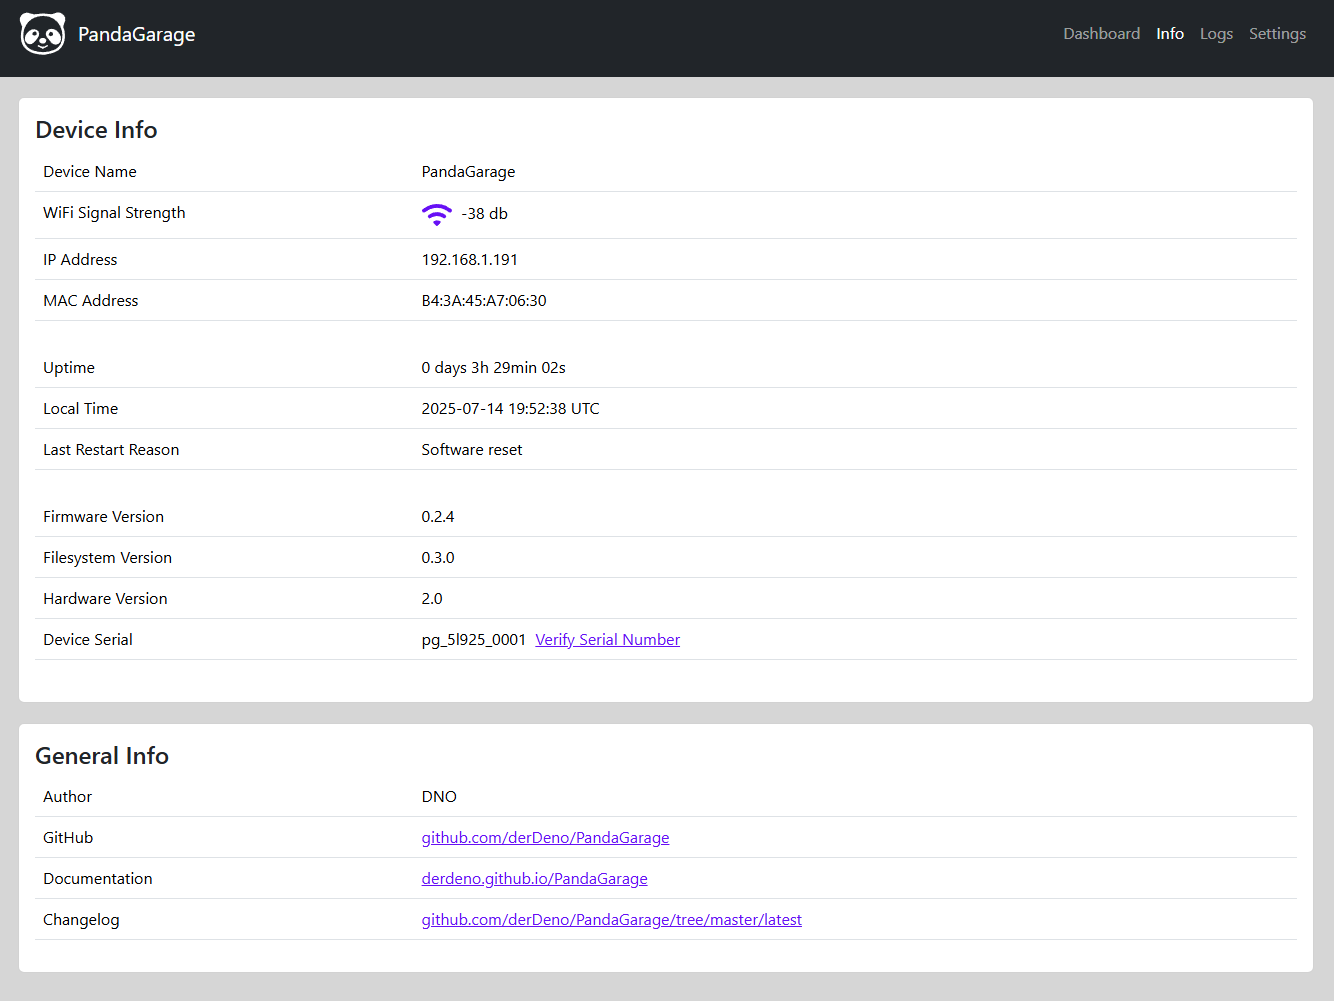 PandaGarage
Dashboard Info Logs Settings
Device Info
Device Name PandaGarage
WiFi Signal Strength -38 db
IP Address 192.168.1.191
MAC Address B4:3A:45:A7:06:30
Uptime 0 days 3h 29min 02s
Local Time 2025-07-14 19:52:38 UTC
Last Restart Reason Software reset
Firmware Version 0.2.4
Filesystem Version 0.3.0
Hardware Version 2.0
Device Serial pg_5l925_0001 Verify Serial Number
General Info
Author DNO
GitHub github.com/derDeno/PandaGarage
Documentation derdeno.github.io/PandaGarage
Changelog github.com/derDeno/PandaGarage/tree/master/latest